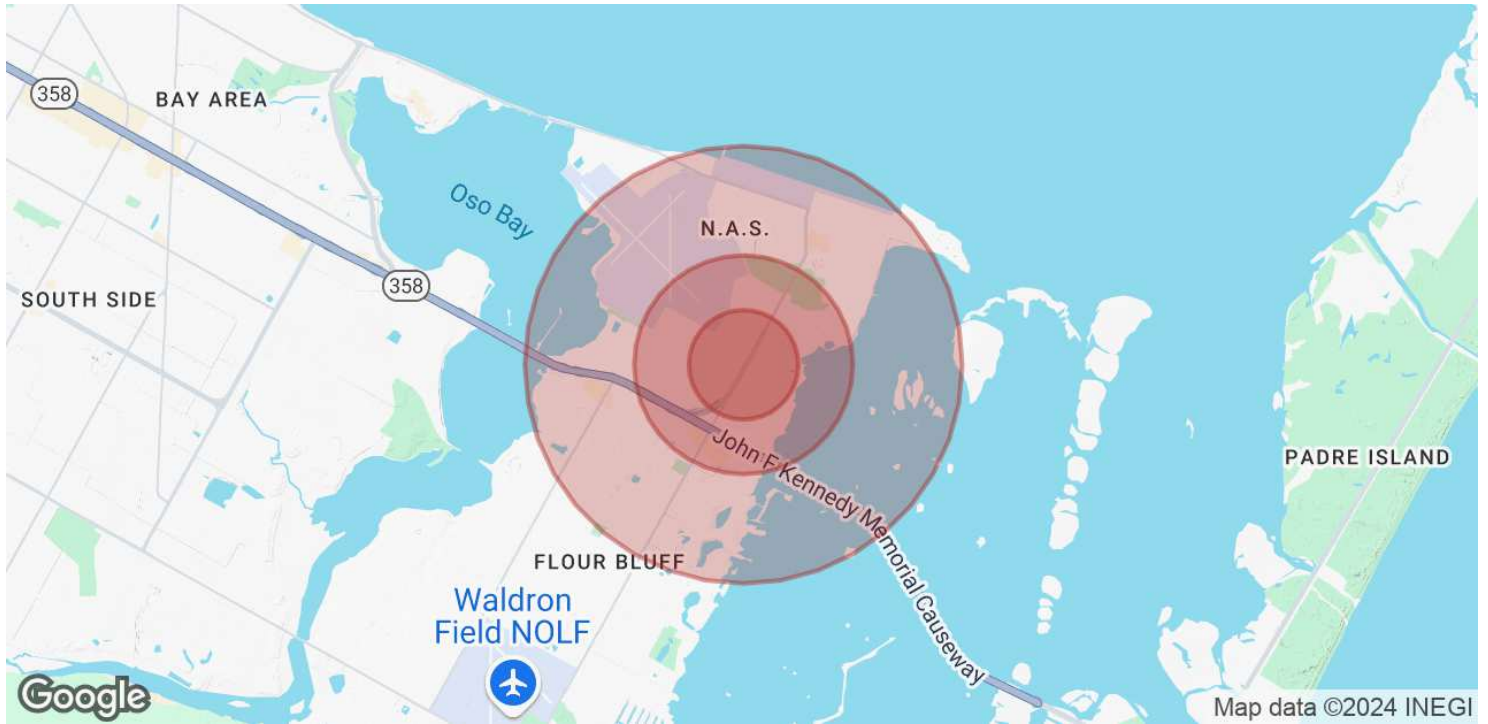 358
BAY AREA
Oso Bay
N.A.S.
358
SOUTH SIDE
John F Kennedy Memorial Causeway
PADRE ISLAND
FLOUR BLUFF
Waldron
Field NOLF
Google
Map data ©2024 INEGI